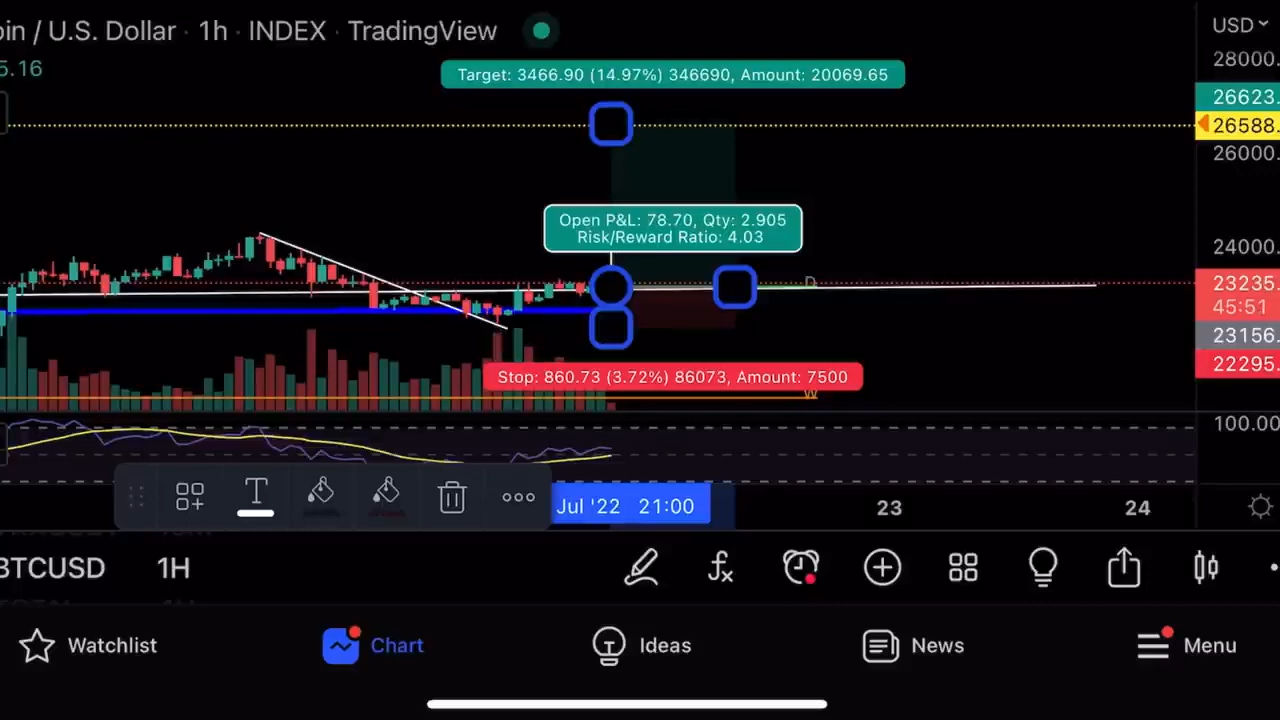 oin / U.S. Dollar · 1h · INDEX · TradingView
USD
5.16
28000.
Target: 3466.90 (14.97%) 346690, Amount: 20069.65
26623.
26588.
26000.
Open P&L: 78.70, Qty: 2.905
Risk/Reward Ratio: 4.03
24000.
D
23235.
45:51
23156.
22295.
Stop: 860.73 (3.72%) 86073, Amount: 7500
W
100.00
T
Jul '22 21:00
23
24
BTCUSD
1H
fx
Watchlist
Chart
Ideas
News
Menu